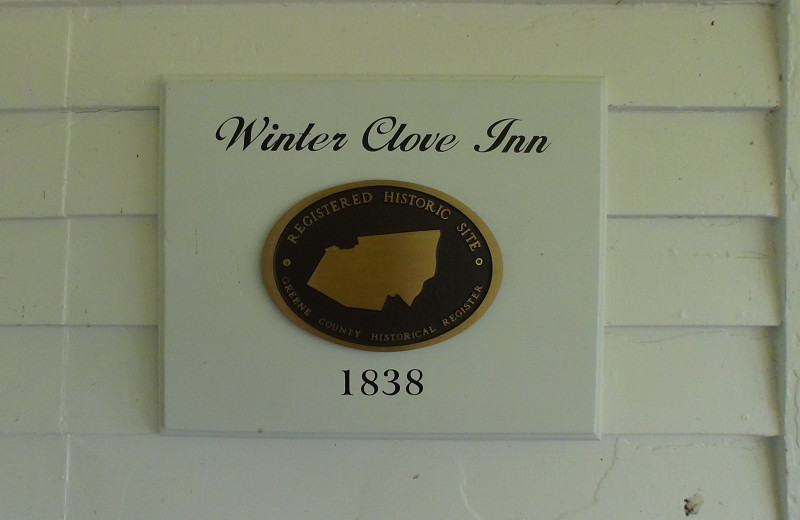 Winter Clove Inn
REGISTERED HISTORIC SITE
GREENE COUNTY HISTORICAL REGISTER
1838